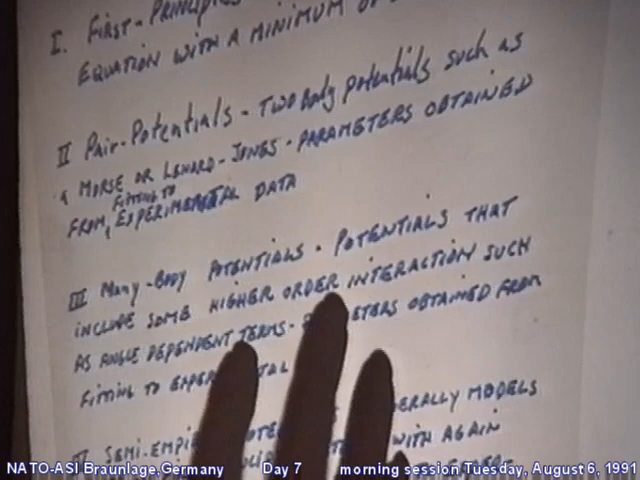 I. FIRST-PRINCIPLES
EQUATION WITH A MINIMUM OF
II Pair-Potentials - Two Body potentials such as
a MORSE OR LENARD-JONES - PARAMETERS OBTAINED
FITTING TO
FROM, EXPERIMENTAL DATA
III Many-Body POTENTIALS - POTENTIALS THAT
INCLUDE SOME HIGHER ORDER INTERACTION SUCH
AS ANGLE DEPENDENT TERMS - ETERS OBTAINED FROM
FITTING TO EXPER TAL
SEMI-EMPI OTE ERALLY MODELS
WITH AGAIN
NATO-ASI Braunlage,Germany Day 7 morning session Tuesday, August 6, 1991